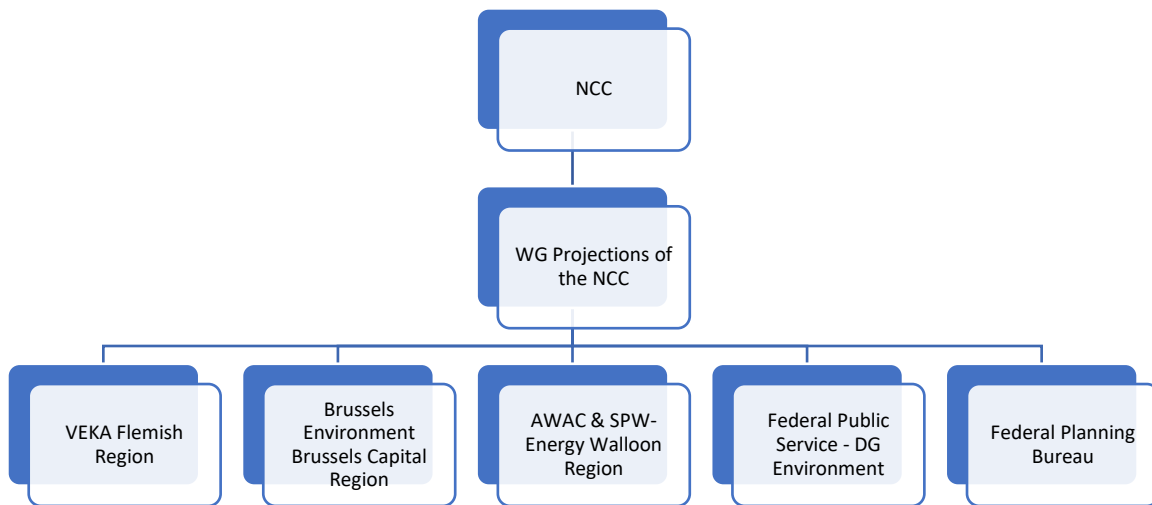 NCC
WG Projections of
the NCC
VEKA Flemish
Region
Brussels
Environment
Brussels Capital
Region
AWAC & SPW-
Energy Walloon
Region
Federal Public
Service - DG
Environment
Federal Planning
Bureau